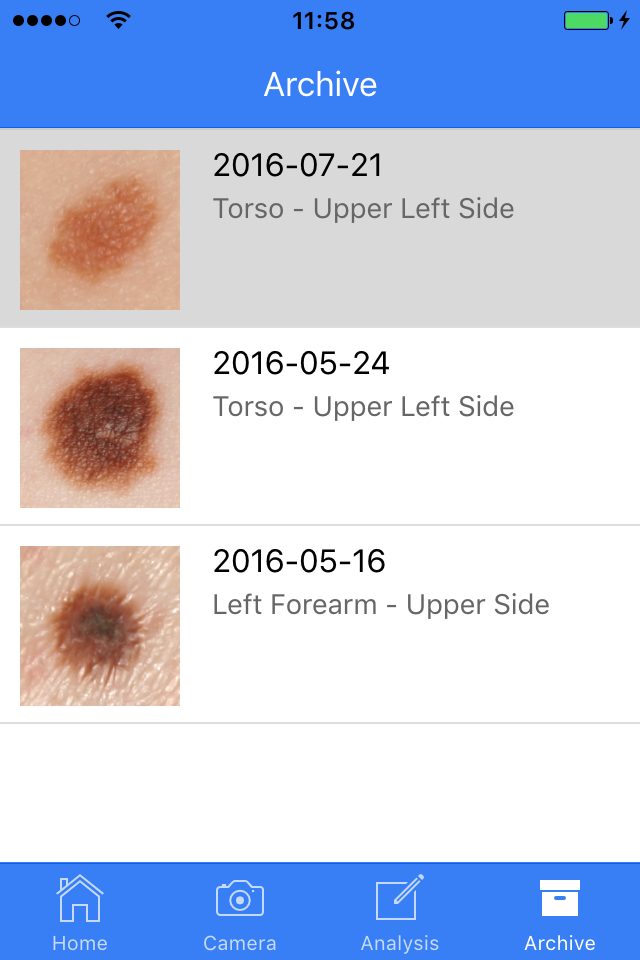 11:58
Archive
2016-07-21
Torso - Upper Left Side
2016-05-24
Torso - Upper Left Side
2016-05-16
Left Forearm - Upper Side
Home
Camera
Analysis
Archive